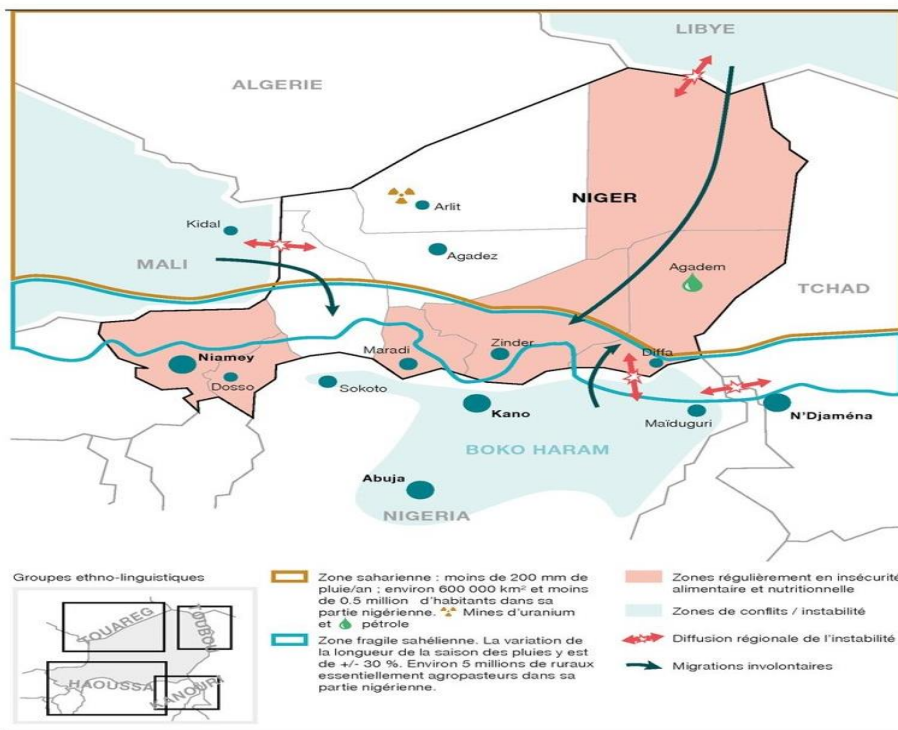 LIBYE
ALGERIE
NIGER
Arlit
Kidal
Agadez
MALI
Agadem
TCHAD
Zinder
Maradi
Diffa
Niamey
Dosso
Sokoto
Kano
Maïduguri
N'Djaména
BOKO HARAM
Abuja
NIGERIA
Groupes ethno-linguistiques
TOUAREG
TOUBOU
HAOUSSA
KANOURI
Zone saharienne : moins de 200 mm de
pluie/an ; environ 600 000 km² et moins
de 0.5 million d'habitants dans sa
partie nigérienne. Mines d'uranium
et pétrole
Zone fragile sahélienne. La variation de
la longueur de la saison des pluies y est
de +/- 30 %. Environ 5 millions de ruraux
essentiellement agropasteurs dans sa
partie nigérienne.
Zones régulièrement en insécurité
alimentaire et nutritionnelle
Zones de conflits / instabilité
Diffusion régionale de l'instabilité
Migrations involontaires